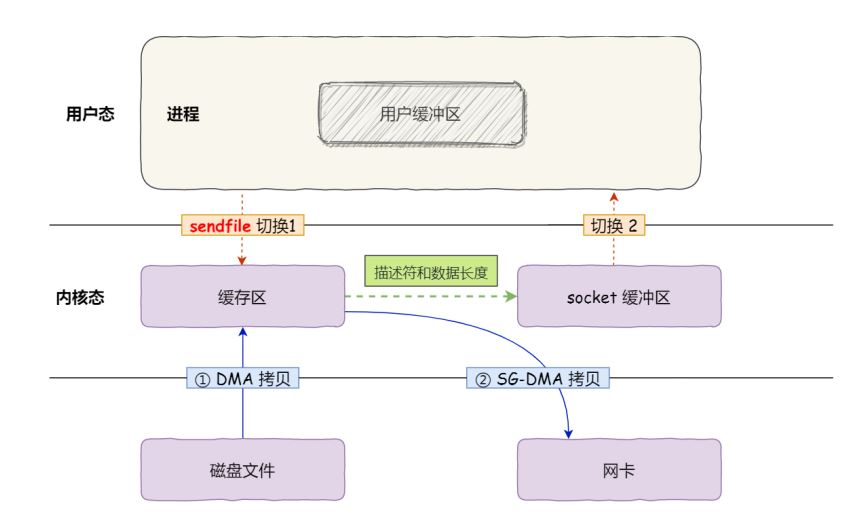 用户态
进程
用户缓冲区
sendfile 切换1
切换 2
描述符和数据长度
内核态
缓存区
socket 缓冲区
① DMA 拷贝
② SG-DMA 拷贝
磁盘文件
网卡